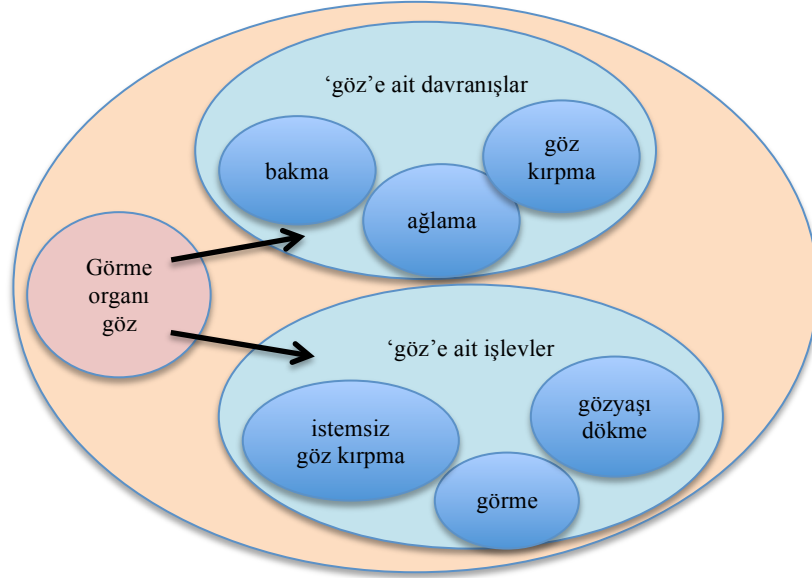 ‘göz’e ait davranışlar
bakma
ağlama
göz
kırpma
Görme
organı
göz
‘göz’e ait işlevler
istemsiz
göz kırpma
görme
gözyaşı
dökme